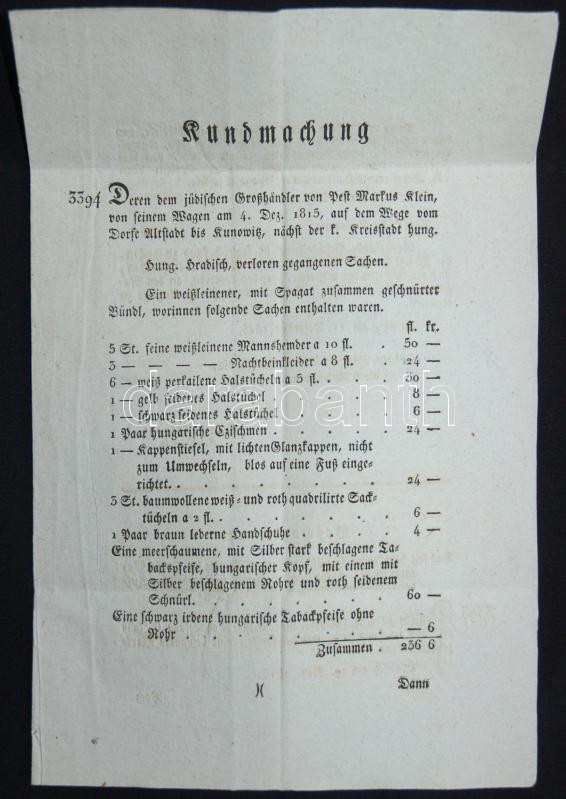 Kundmachung
3394 Deren dem jüdischen Großhändler von Pest Markus Klein,
von seinem Wagen am 4. Dez. 1815, auf dem Wege vom
Dorfe Altstadt bis Kunowitz, nächst der k. Kreisstadt hung.
Hung. Hradisch, verloren gegangenen Sachen.
Ein weißleinener, mit Spagat zusammen geschnürter
Bündl, worinnen folgende Sachen enthalten waren.
fl. kr.
3 St. feine weißleinene Mannshemder a 10 fl. . 30 —
3 — — — — Nachtbeinkleider a 8 fl. . 24 —
6 — weiß perkailene Halstücheln a 5 fl. . . 30 —
1 — gelb seidenes Halstüchel . . . . . 8 —
1 — schwarz seidenes Halstüchel . . . . 6 —
1 Paar hungarische Czischmen . . . . . 24 —
1 — Kappenstiefel, mit lichten Glanzkappen, nicht
zum Umwechseln, blos auf eine Fuß einge-
richtet. . . . . . . . . 24 —
3 St. baumwollene weiß- und roth quadrilirte Sack-
tücheln a 2 fl. . . . . . . . 6 —
1 Paar braun lederne Handschuhe . . . . 4 —
Eine meerschaumene, mit Silber stark beschlagene Ta-
backspfeife, hungarischer Kopf, mit einem mit
Silber beschlagenem Rohre und roth seidenem
Schnürl. . . . . . . . . 60 —
Eine schwarz irdene hungarische Tabackpfeife ohne
Rohr . . . . . . . . — 6
Zusammen . 236 6
)( Dann
darabanth